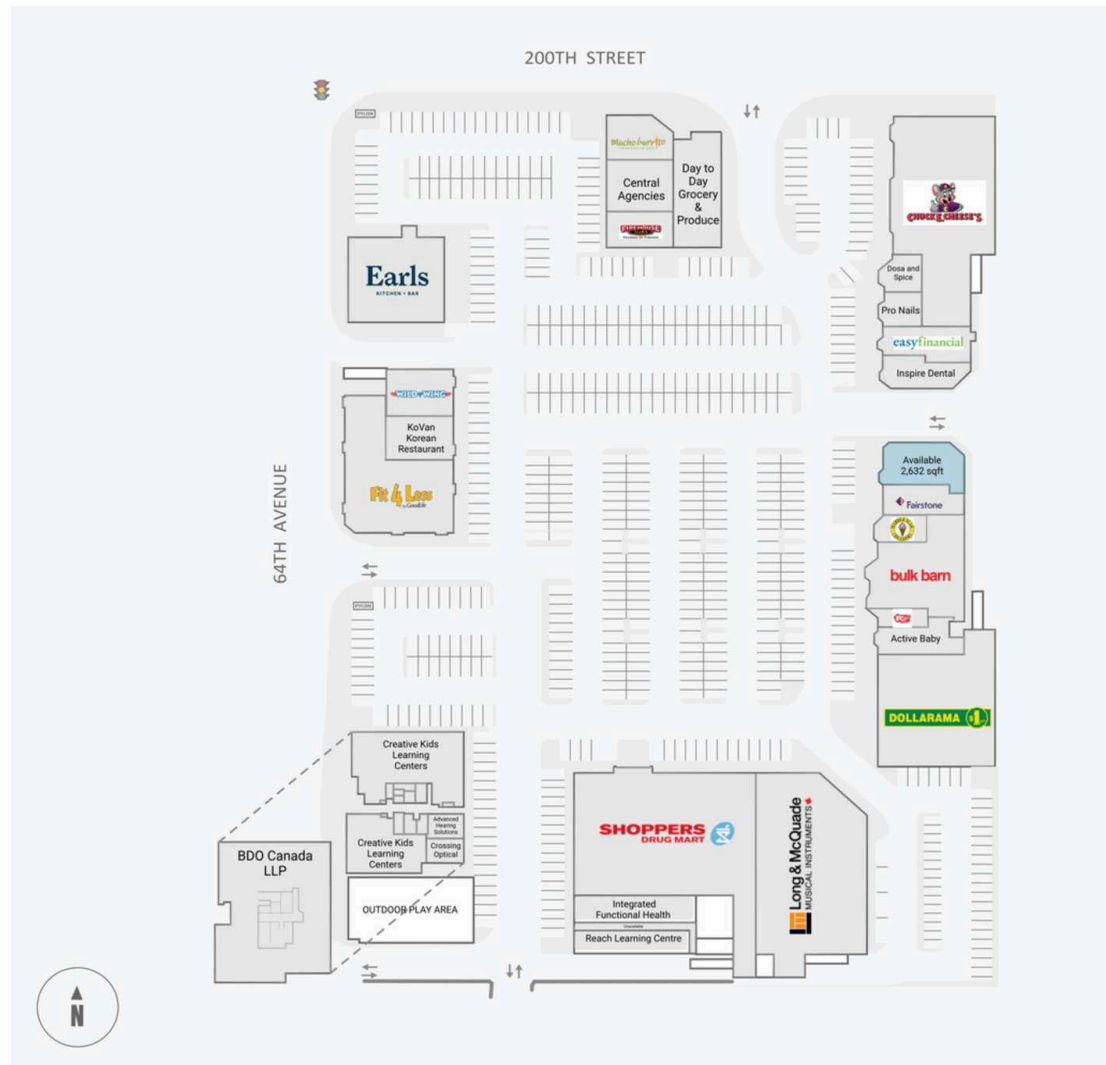 200TH STREET
PYLON
mucho burrito
Central
Agencies
FIREHOUSE
SUBS
Day to
Day
Grocery
&
Produce
CHUCK E. CHEESE'S
Earls
KITCHEN + BAR
Dosa and
Spice
Pro Nails
easyfinancial
Inspire Dental
WILD WING
KoVan
Korean
Restaurant
Fit 4 Less
by GoodLife
64TH AVENUE
Available
2,632 sqft
Fairstone
bulk barn
PYLON
Active Baby
DOLLARAMA
Creative Kids
Learning
Centers
Advanced
Hearing
Solutions
Creative Kids
Learning
Centers
Crossing
Optical
BDO Canada
LLP
OUTDOOR PLAY AREA
SHOPPERS
DRUG MART
Long & McQuade
MUSICAL INSTRUMENTS
Integrated
Functional Health
Reach Learning Centre
N